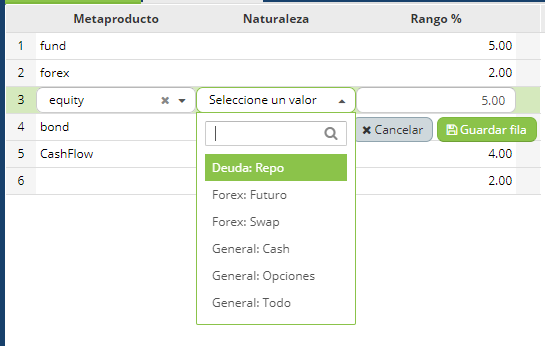 Metaproducto Naturaleza Rango %
1 fund 5.00
2 forex 2.00
3 equity Seleccione un valor 5.00
4 bond Cancelar Guardar fila
5 CashFlow 4.00
6 2.00
Deuda: Repo
Forex: Futuro
Forex: Swap
General: Cash
General: Opciones
General: Todo